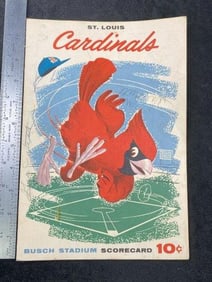 ST. LOUIS
Cardinals
BUSCH STADIUM SCORECARD 10¢